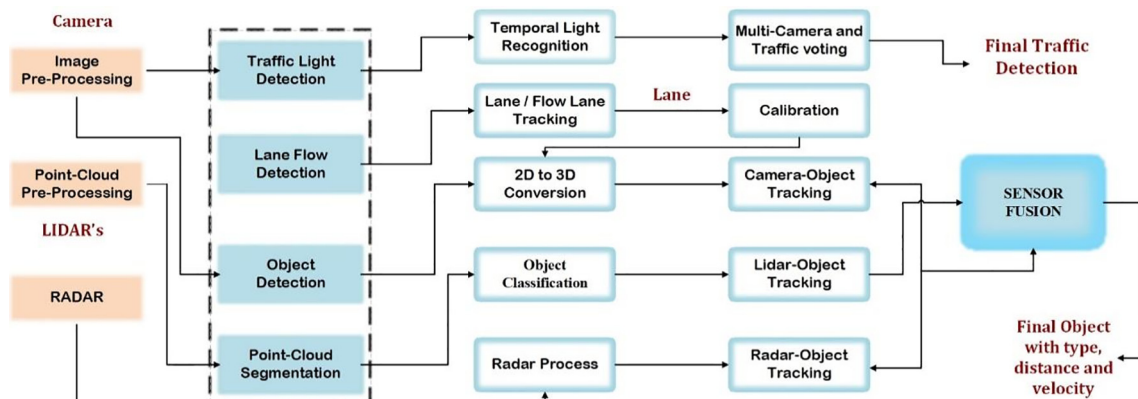 Camera
Image
Pre-Processing
Point-Cloud
Pre-Processing
LIDAR's
RADAR
Traffic Light
Detection
Lane Flow
Detection
Object
Detection
Point-Cloud
Segmentation
Temporal Light
Recognition
Lane / Flow Lane
Tracking
2D to 3D
Conversion
Object
Classification
Radar Process
Lane
Multi-Camera and
Traffic voting
Calibration
Camera-Object
Tracking
Lidar-Object
Tracking
Radar-Object
Tracking
Final Traffic
Detection
SENSOR
FUSION
Final Object
with type,
distance and
velocity